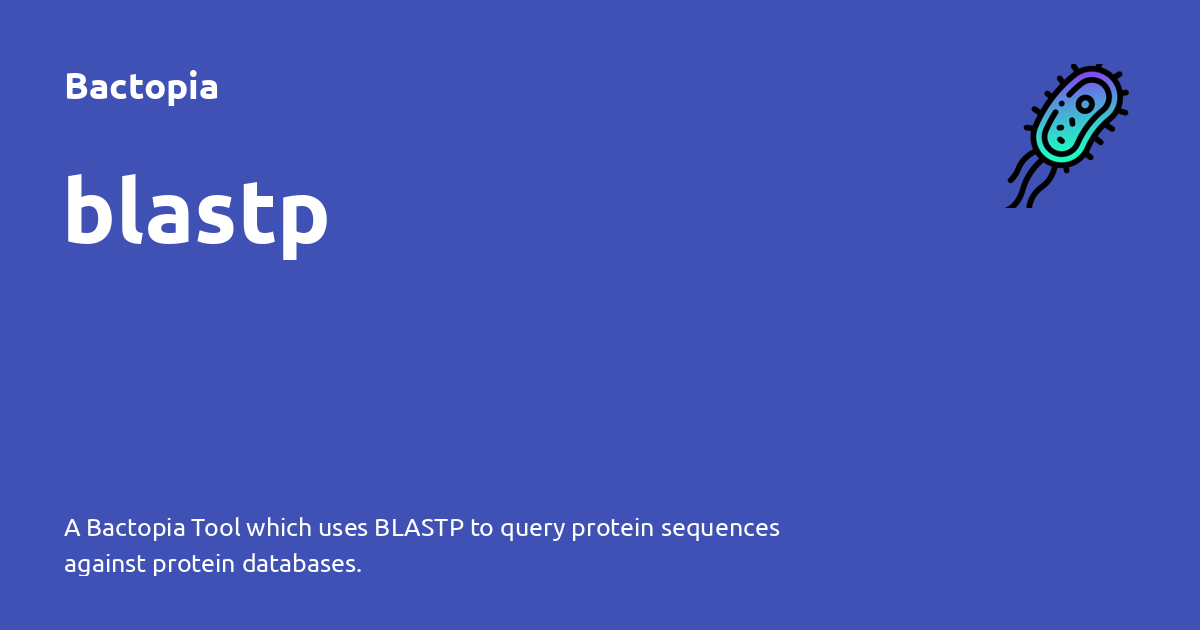 Bactopia
blastp
A Bactopia Tool which uses BLASTP to query protein sequences
against protein databases.